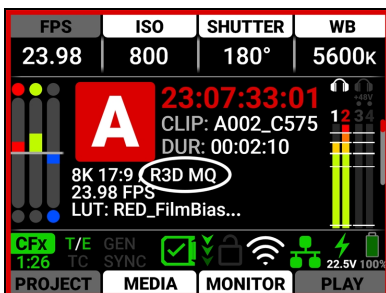 FPS ISO SHUTTER WB
23.98 800 180° 5600K
A
23:07:33:01
CLIP: A002_C575
DUR: 00:02:10
+48V
1 2 3 4
8K 17:9 / R3D MQ
23.98 FPS
LUT: RED_FilmBias...
CFx T/E GEN
1:26 TC SYNC 22.5V 100%
PROJECT MEDIA MONITOR PLAY